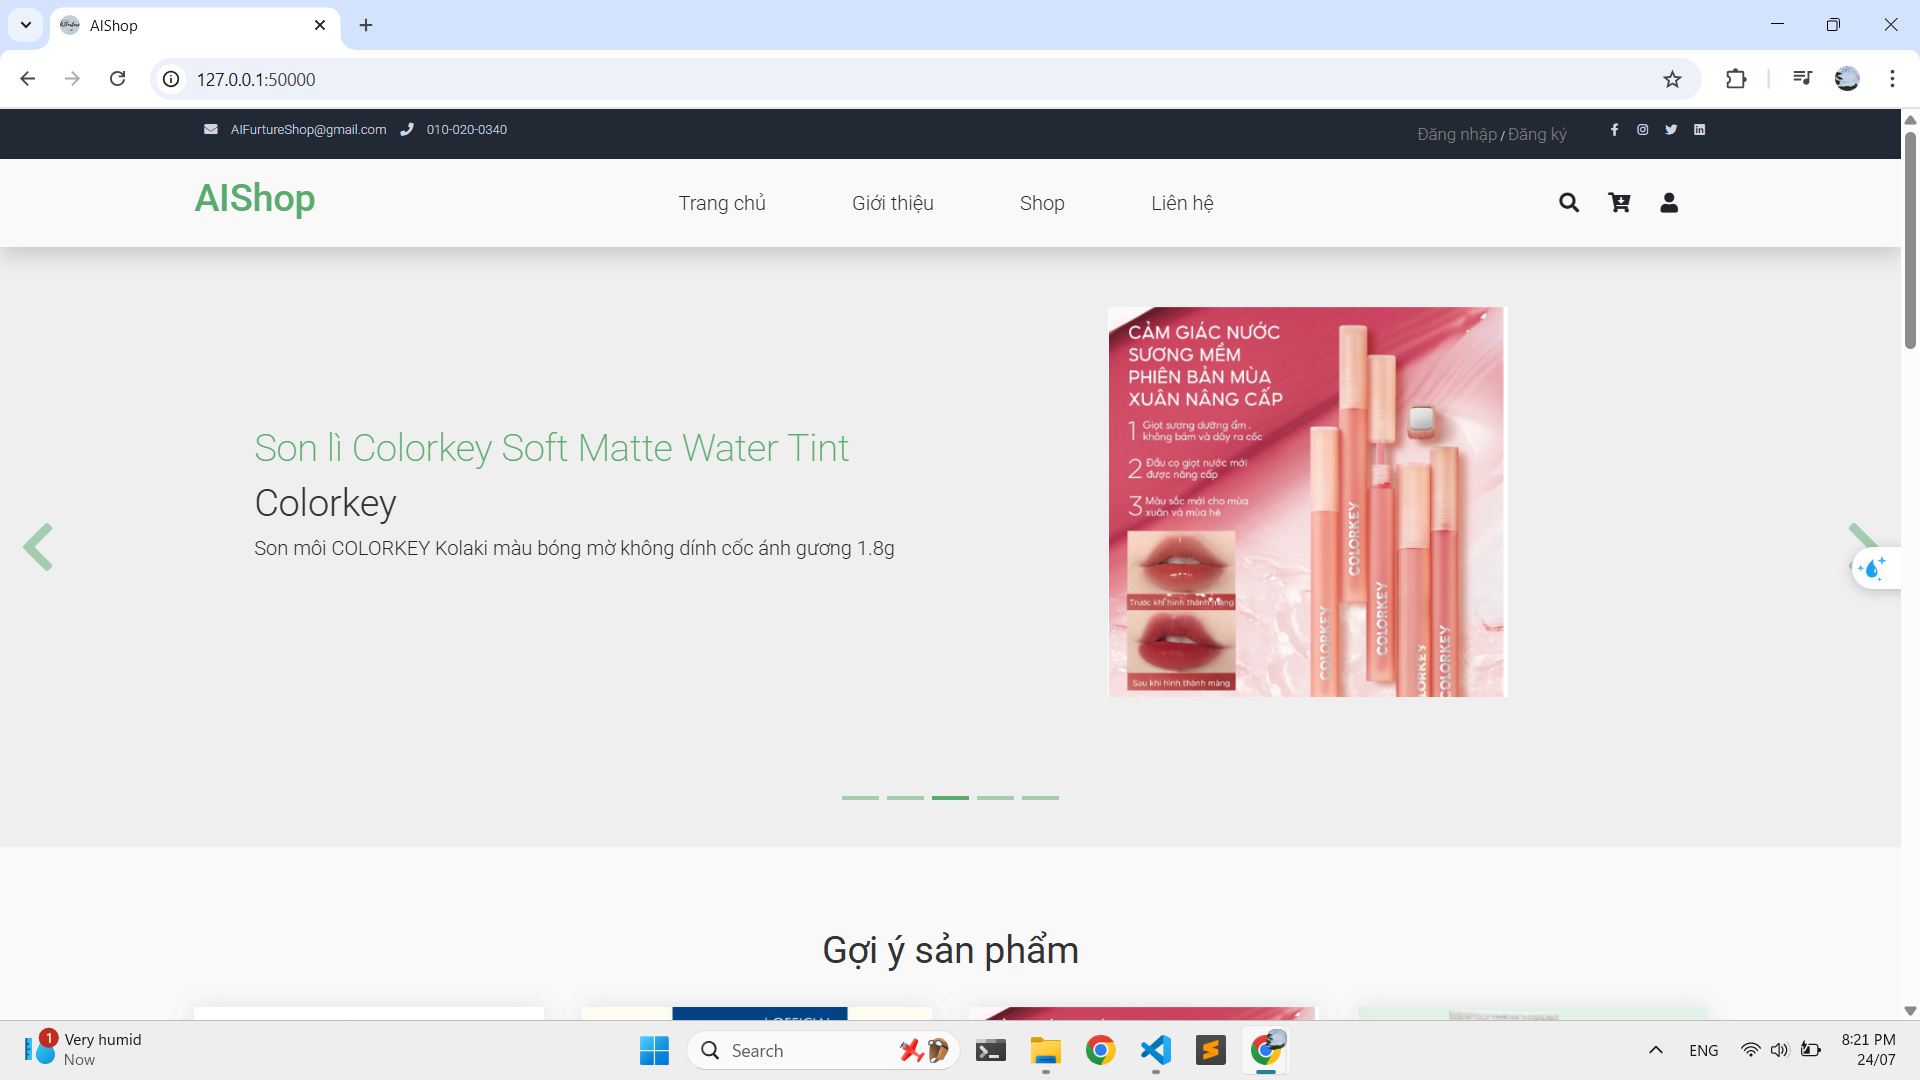 AIShop
127.0.0.1:50000
AIFurtureShop@gmail.com 010-020-0340
Đăng nhập / Đăng ký
AIShop
Trang chủ Giới thiệu Shop Liên hệ
CẢM GIÁC NƯỚC
SƯƠNG MỀM
PHIÊN BẢN MÙA
XUÂN NÂNG CẤP
1 Giọt sương dưỡng ẩm .
không bám và dây ra cốc
2 Đầu cọ giọt nước mới
được nâng cấp
3 Màu sắc mới cho mùa
xuân và mùa hè
Trước khi hình thành màng
Sau khi hình thành màng
COLORKEY
COLORKEY
COLORKEY
LORKEY
COLORKEY
Son lì Colorkey Soft Matte Water Tint
Colorkey
Son môi COLORKEY Kolaki màu bóng mờ không dính cốc ánh gương 1.8g
Gợi ý sản phẩm
1
Very humid
Now
Search
ENG
8:21 PM
24/07